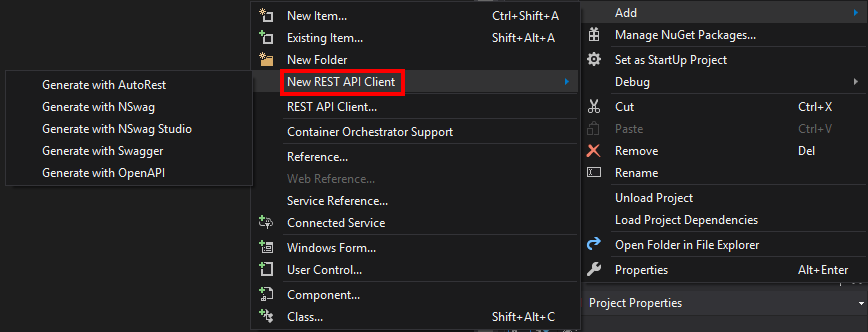 Generate with AutoRest
Generate with NSwag
Generate with NSwag Studio
Generate with Swagger
Generate with OpenAPI
New Item... Ctrl+Shift+A
Existing Item... Shift+Alt+A
New Folder
New REST API Client
REST API Client...
Container Orchestrator Support
Reference...
Web Reference...
Service Reference...
Connected Service
Windows Form...
User Control...
Component...
Class... Shift+Alt+C
Add
Manage NuGet Packages...
Set as StartUp Project
Debug
Cut Ctrl+X
Paste Ctrl+V
Remove Del
Rename
Unload Project
Load Project Dependencies
Open Folder in File Explorer
Properties Alt+Enter
Project Properties